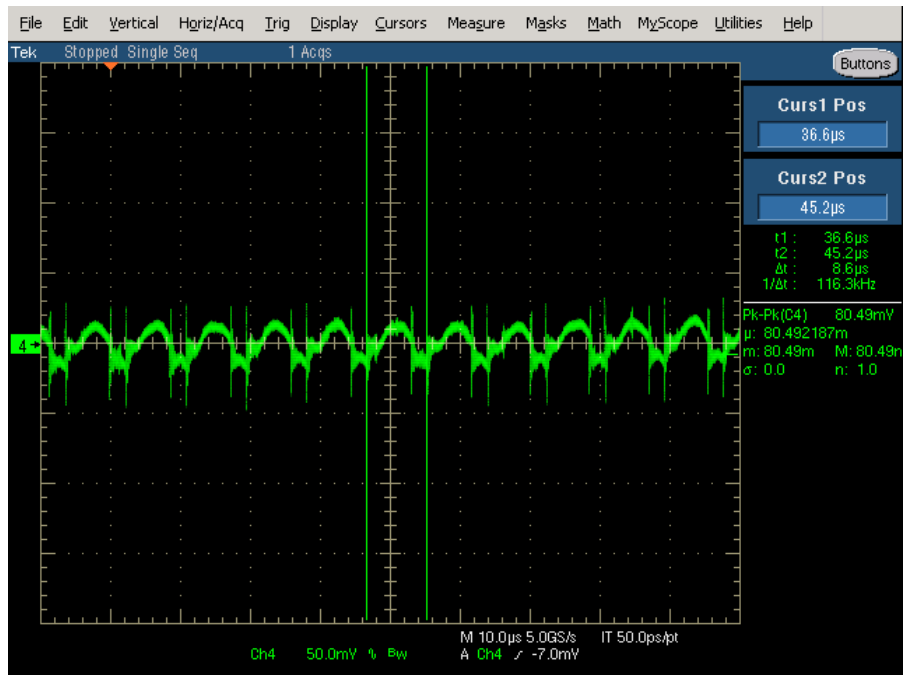 File Edit Vertical Horiz/Acq Trig Display Cursors Measure Masks Math MyScope Utilities Help
Tek Stopped Single Seq 1 Acqs
Buttons
Curs1 Pos
36.6µs
Curs2 Pos
45.2µs
t1 : 36.6µs
t2 : 45.2µs
Δt : 8.6µs
1/Δt : 116.3kHz
Pk-Pk(C4) 80.49mV
µ: 80.492187m
m: 80.49m M: 80.49m
σ: 0.0 n: 1.0
4
M 10.0µs 5.0GS/s IT 50.0ps/pt
Ch4 50.0mV ∿ Bw A Ch4 ⌡ -7.0mV